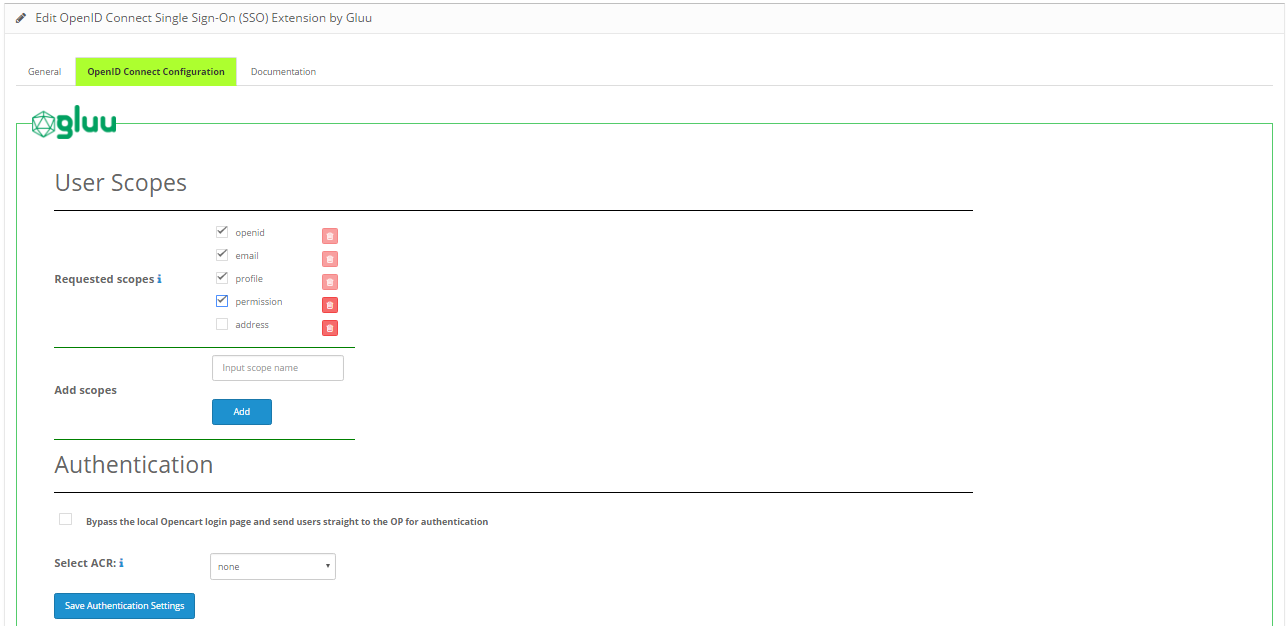 Edit OpenID Connect Single Sign-On (SSO) Extension by Gluu
General OpenID Connect Configuration Documentation
gluu
User Scopes
openid
email
Requested scopes i profile
permission
address
Input scope name
Add scopes
Add
Authentication
Bypass the local Opencart login page and send users straight to the OP for authentication
Select ACR: i none
Save Authentication Settings